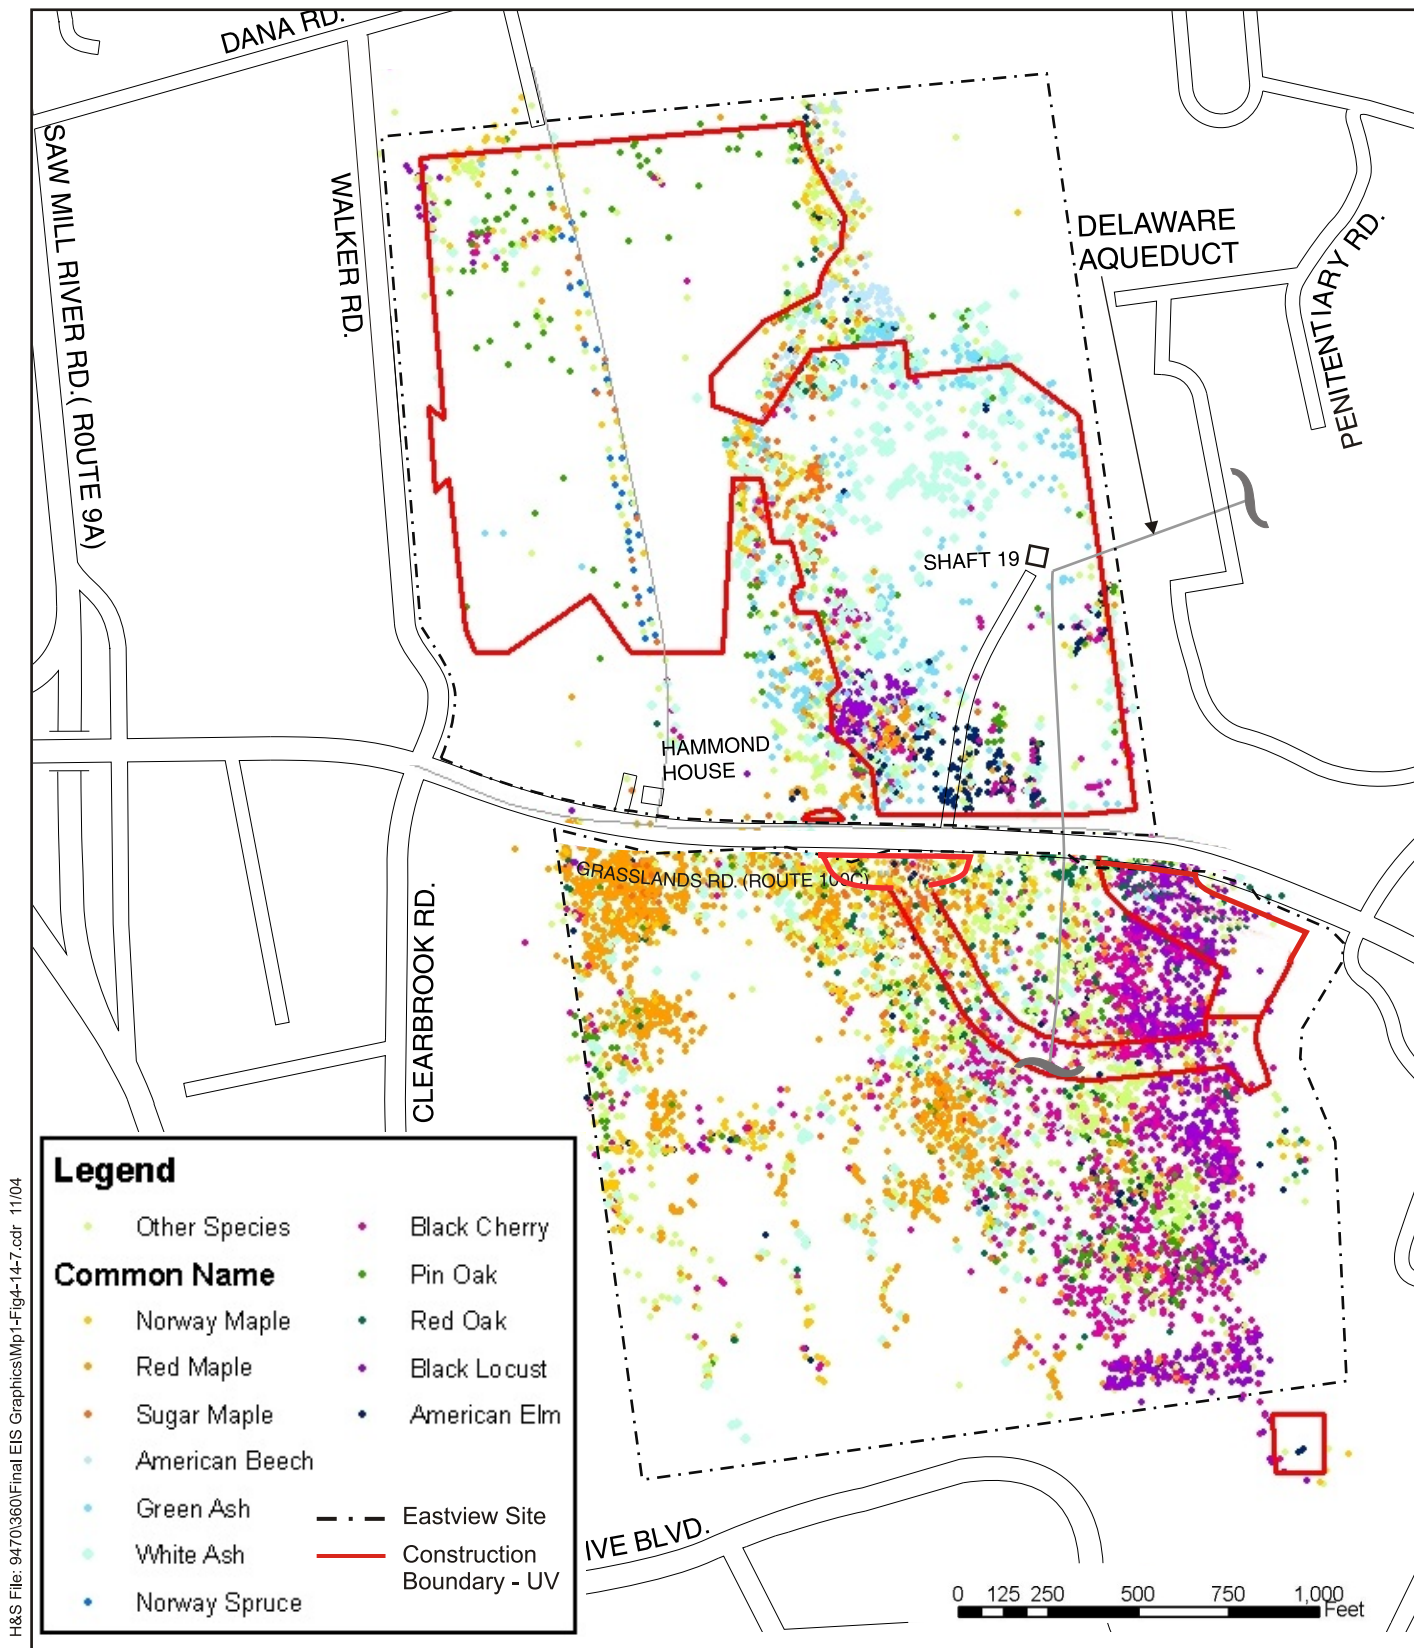 DANA RD.
SAW MILL RIVER RD.( ROUTE 9A)
WALKER RD.
DELAWARE
AQUEDUCT
PENITENTIARY RD.
SHAFT 19
HAMMOND
HOUSE
GRASSLANDS RD. (ROUTE 100C)
CLEARBROOK RD.
IVE BLVD.
Legend
Other Species
Common Name
Norway Maple
Red Maple
Sugar Maple
American Beech
Green Ash
White Ash
Norway Spruce
Black Cherry
Pin Oak
Red Oak
Black Locust
American Elm
Eastview Site
Construction
Boundary - UV
0 125 250 500 750 1,000
Feet
H&S File: 9470\360\Final EIS Graphics\Mp1-Fig4-14-7.cdr 11/04